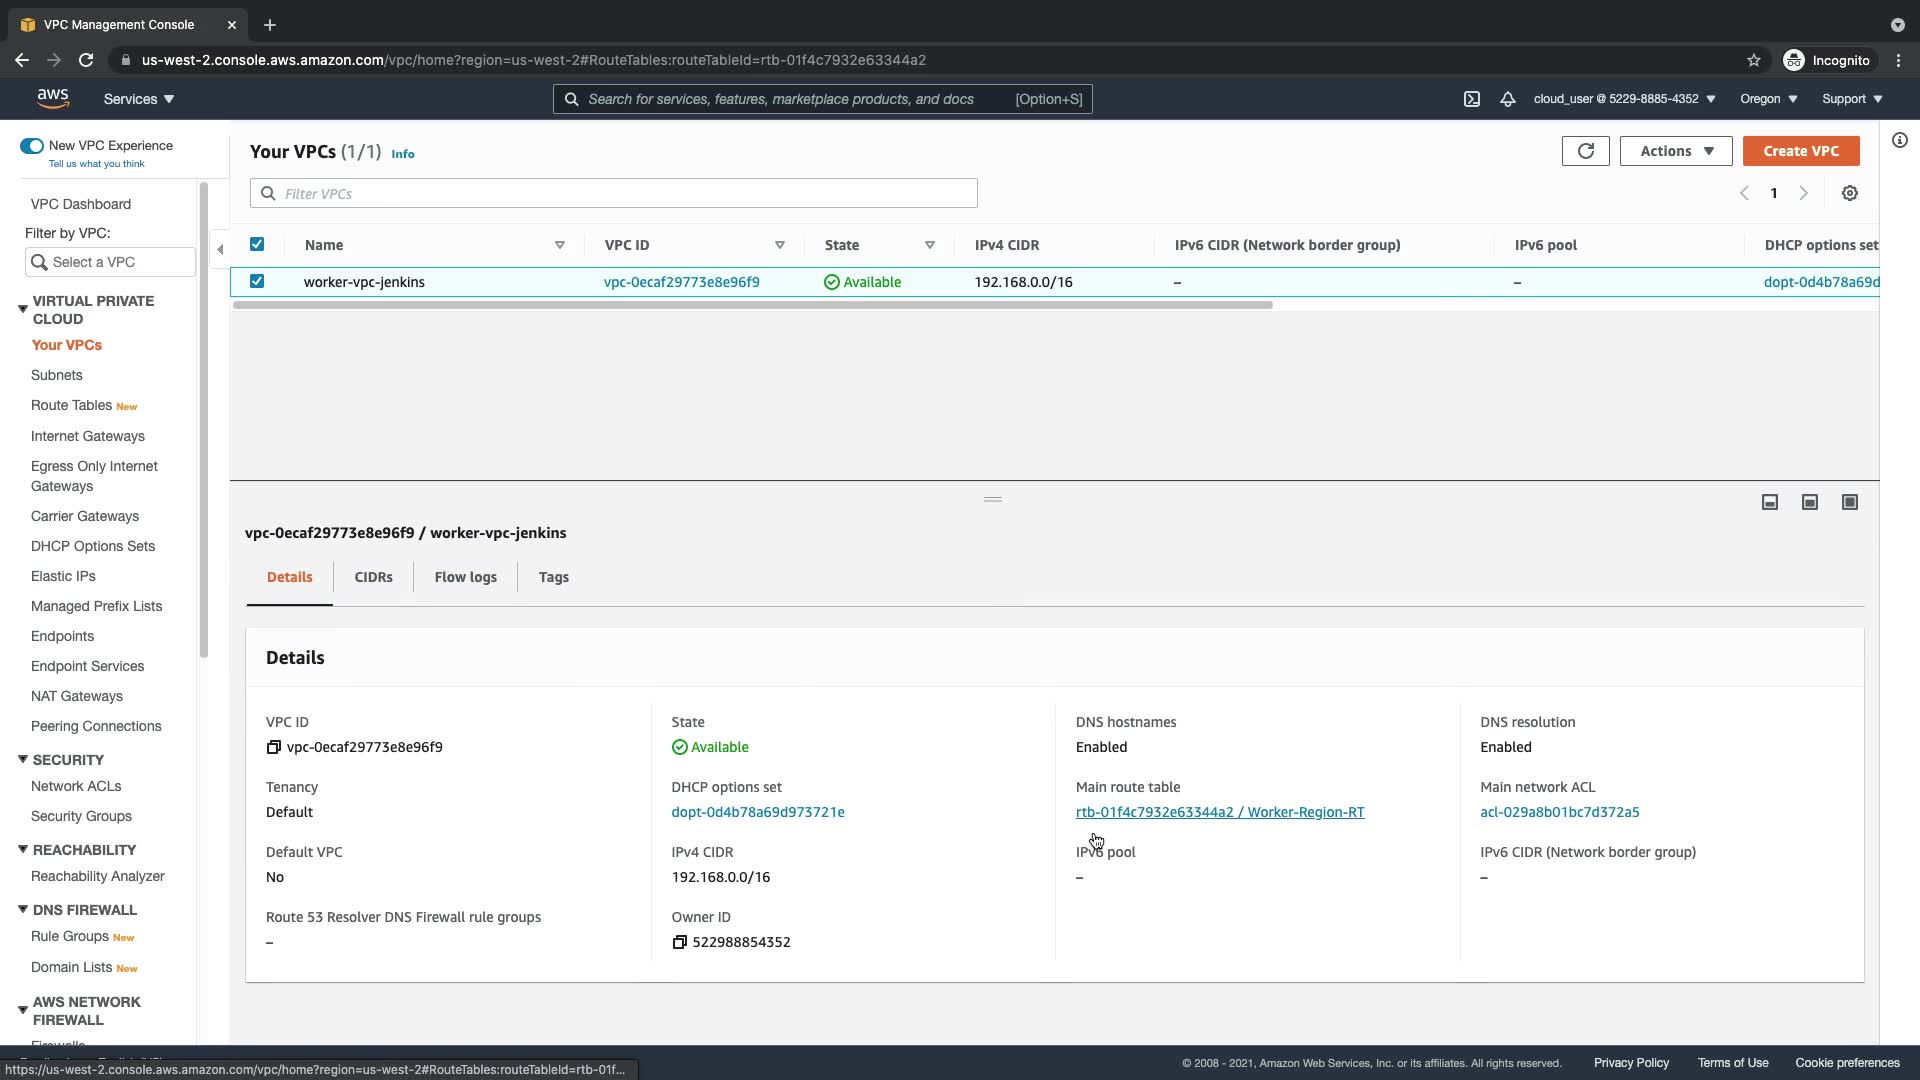 VPC Management Console
us-west-2.console.aws.amazon.com/vpc/home?region=us-west-2#RouteTables:routeTableId=rtb-01f4c7932e63344a2
Incognito
aws
Services
Search for services, features, marketplace products, and docs [Option+S]
cloud_user @ 5229-8885-4352
Oregon
Support
New VPC Experience
Tell us what you think
VPC Dashboard
Filter by VPC:
Select a VPC
VIRTUAL PRIVATE
CLOUD
Your VPCs
Subnets
Route Tables New
Internet Gateways
Egress Only Internet
Gateways
Carrier Gateways
DHCP Options Sets
Elastic IPs
Managed Prefix Lists
Endpoints
Endpoint Services
NAT Gateways
Peering Connections
SECURITY
Network ACLs
Security Groups
REACHABILITY
Reachability Analyzer
DNS FIREWALL
Rule Groups New
Domain Lists New
AWS NETWORK
FIREWALL
Your VPCs (1/1) Info
Actions
Create VPC
Filter VPCs
1
Name VPC ID State IPv4 CIDR IPv6 CIDR (Network border group) IPv6 pool DHCP options set
worker-vpc-jenkins vpc-0ecaf29773e8e96f9 Available 192.168.0.0/16 – – dopt-0d4b78a69d
vpc-0ecaf29773e8e96f9 / worker-vpc-jenkins
Details CIDRs Flow logs Tags
Details
VPC ID
vpc-0ecaf29773e8e96f9
State
Available
DNS hostnames
Enabled
DNS resolution
Enabled
Tenancy
Default
DHCP options set
dopt-0d4b78a69d973721e
Main route table
rtb-01f4c7932e63344a2 / Worker-Region-RT
Main network ACL
acl-029a8b01bc7d372a5
Default VPC
No
IPv4 CIDR
192.168.0.0/16
IPv6 pool
–
IPv6 CIDR (Network border group)
–
Route 53 Resolver DNS Firewall rule groups
–
Owner ID
522988854352
https://us-west-2.console.aws.amazon.com/vpc/home?region=us-west-2#RouteTables:routeTableId=rtb-01f...
© 2008 - 2021, Amazon Web Services, Inc. or its affiliates. All rights reserved.
Privacy Policy
Terms of Use
Cookie preferences